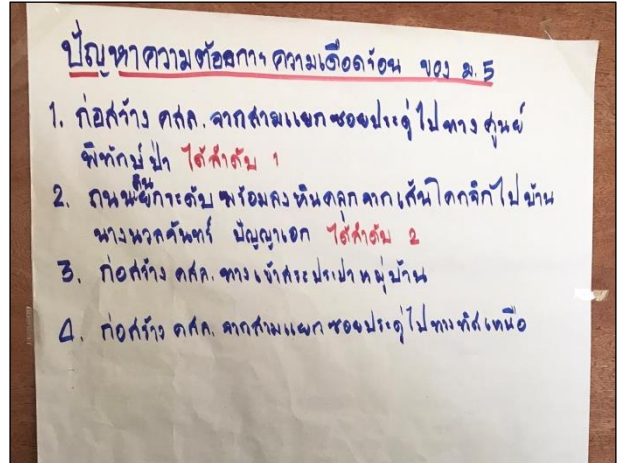 ปัญหาความต้องการความเดือดร้อน ของ ม.5
1. ก่อสร้าง คสล. จากสามแยกซอยประดู่ไปทางศูนย์
พิทักษ์ป่า ได้ลำดับ 1
2. ถนนดินยกระดับ พร้อมลงหินคลุกจากเส้นโคกจิกไปบ้าน
นางนวลจันทร์ ปัญญาเอก ได้ลำดับ 2
3. ก่อสร้าง คสล. ทางเข้าสระประปาหมู่บ้าน
4. ก่อสร้าง คสล. จากสามแยกซอยประดู่ไปทางทิศเหนือ